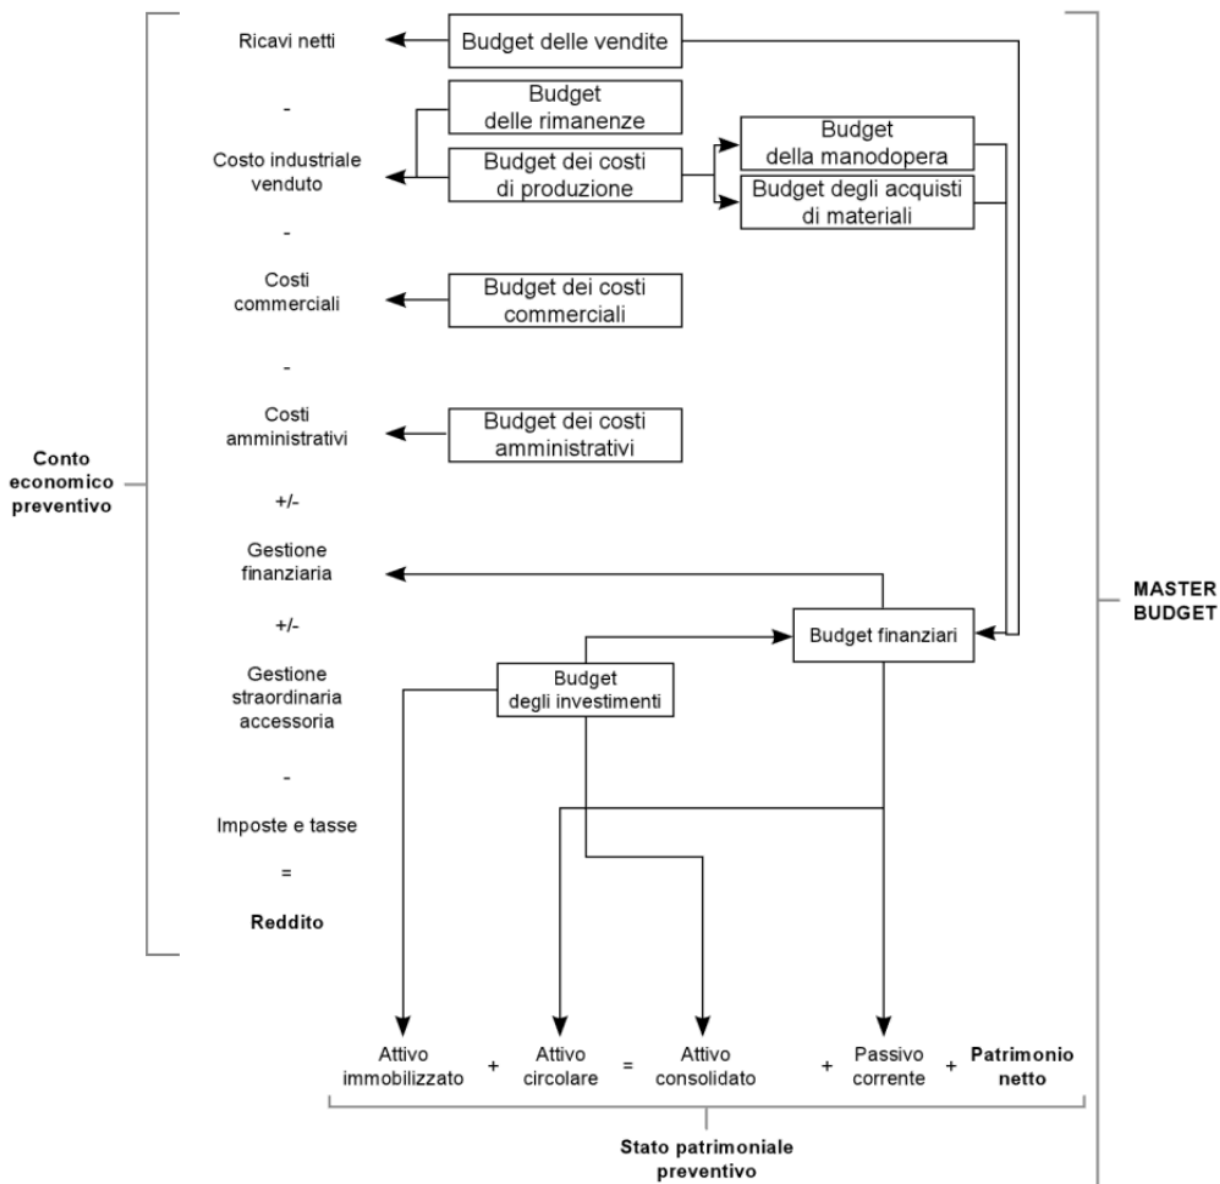 Ricavi netti
Budget delle vendite
-
Budget
delle rimanenze
Costo industriale
venduto
Budget dei costi
di produzione
Budget
della manodopera
Budget degli acquisti
di materiali
-
Costi
commerciali
Budget dei costi
commerciali
-
Costi
amministrativi
Budget dei costi
amministrativi
Conto
economico
preventivo
+/-
Gestione
finanziaria
+/-
Budget finanziari
MASTER
BUDGET
Gestione
straordinaria
accessoria
Budget
degli investimenti
-
Imposte e tasse
=
Reddito
Attivo
immobilizzato
+
Attivo
circolare
=
Attivo
consolidato
+
Passivo
corrente
+
Patrimonio
netto
Stato patrimoniale
preventivo